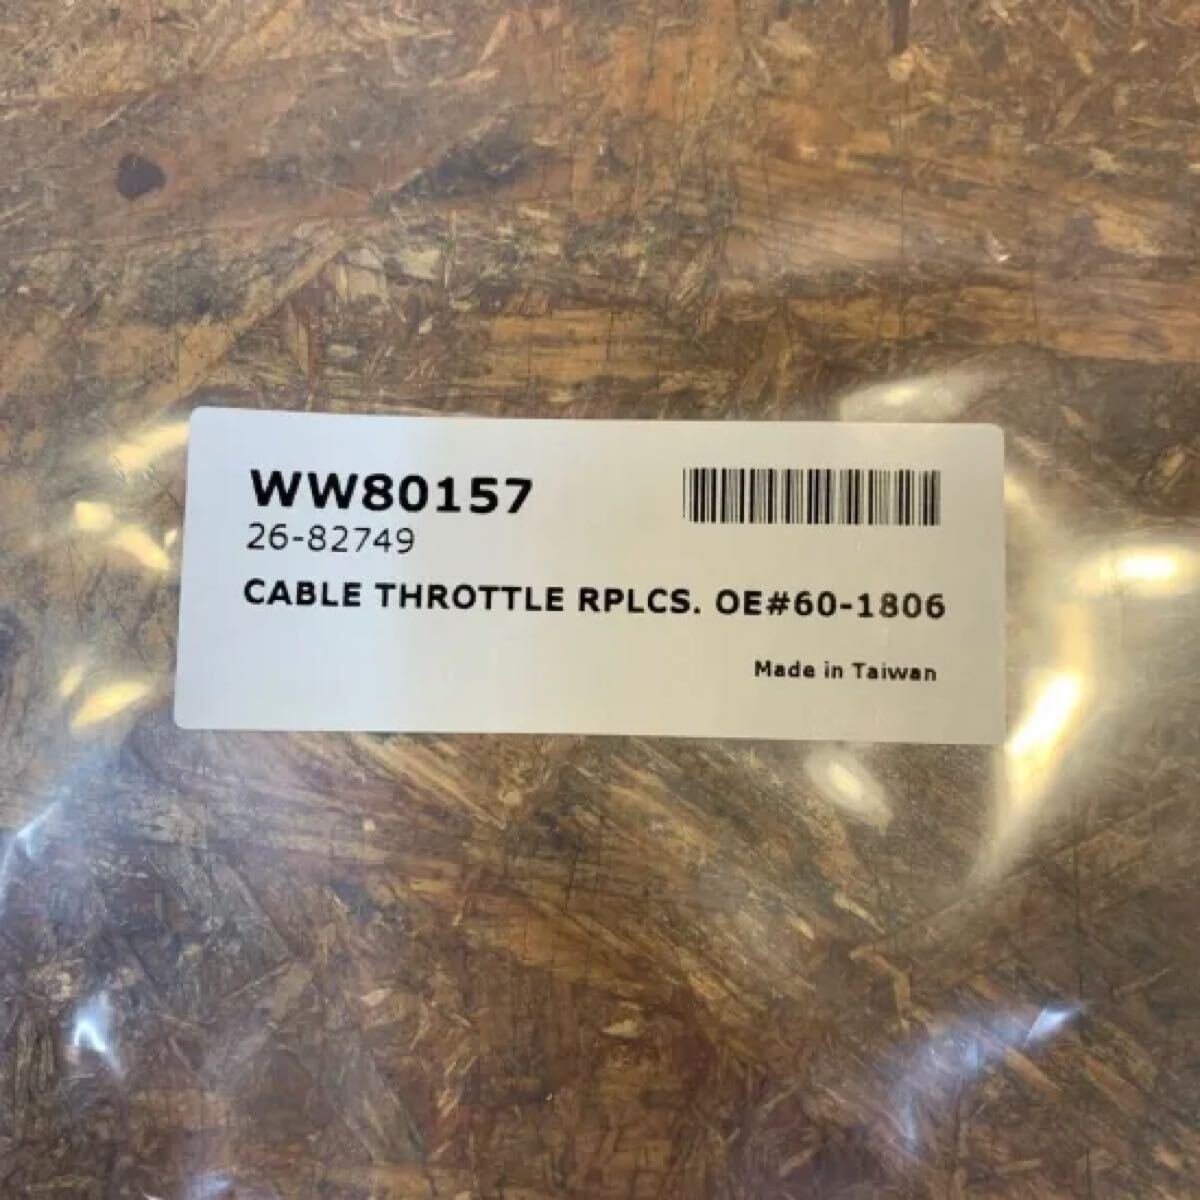 WW80157
26-82749
CABLE THROTTLE RPLCS. OE#60-1806
Made in Taiwan